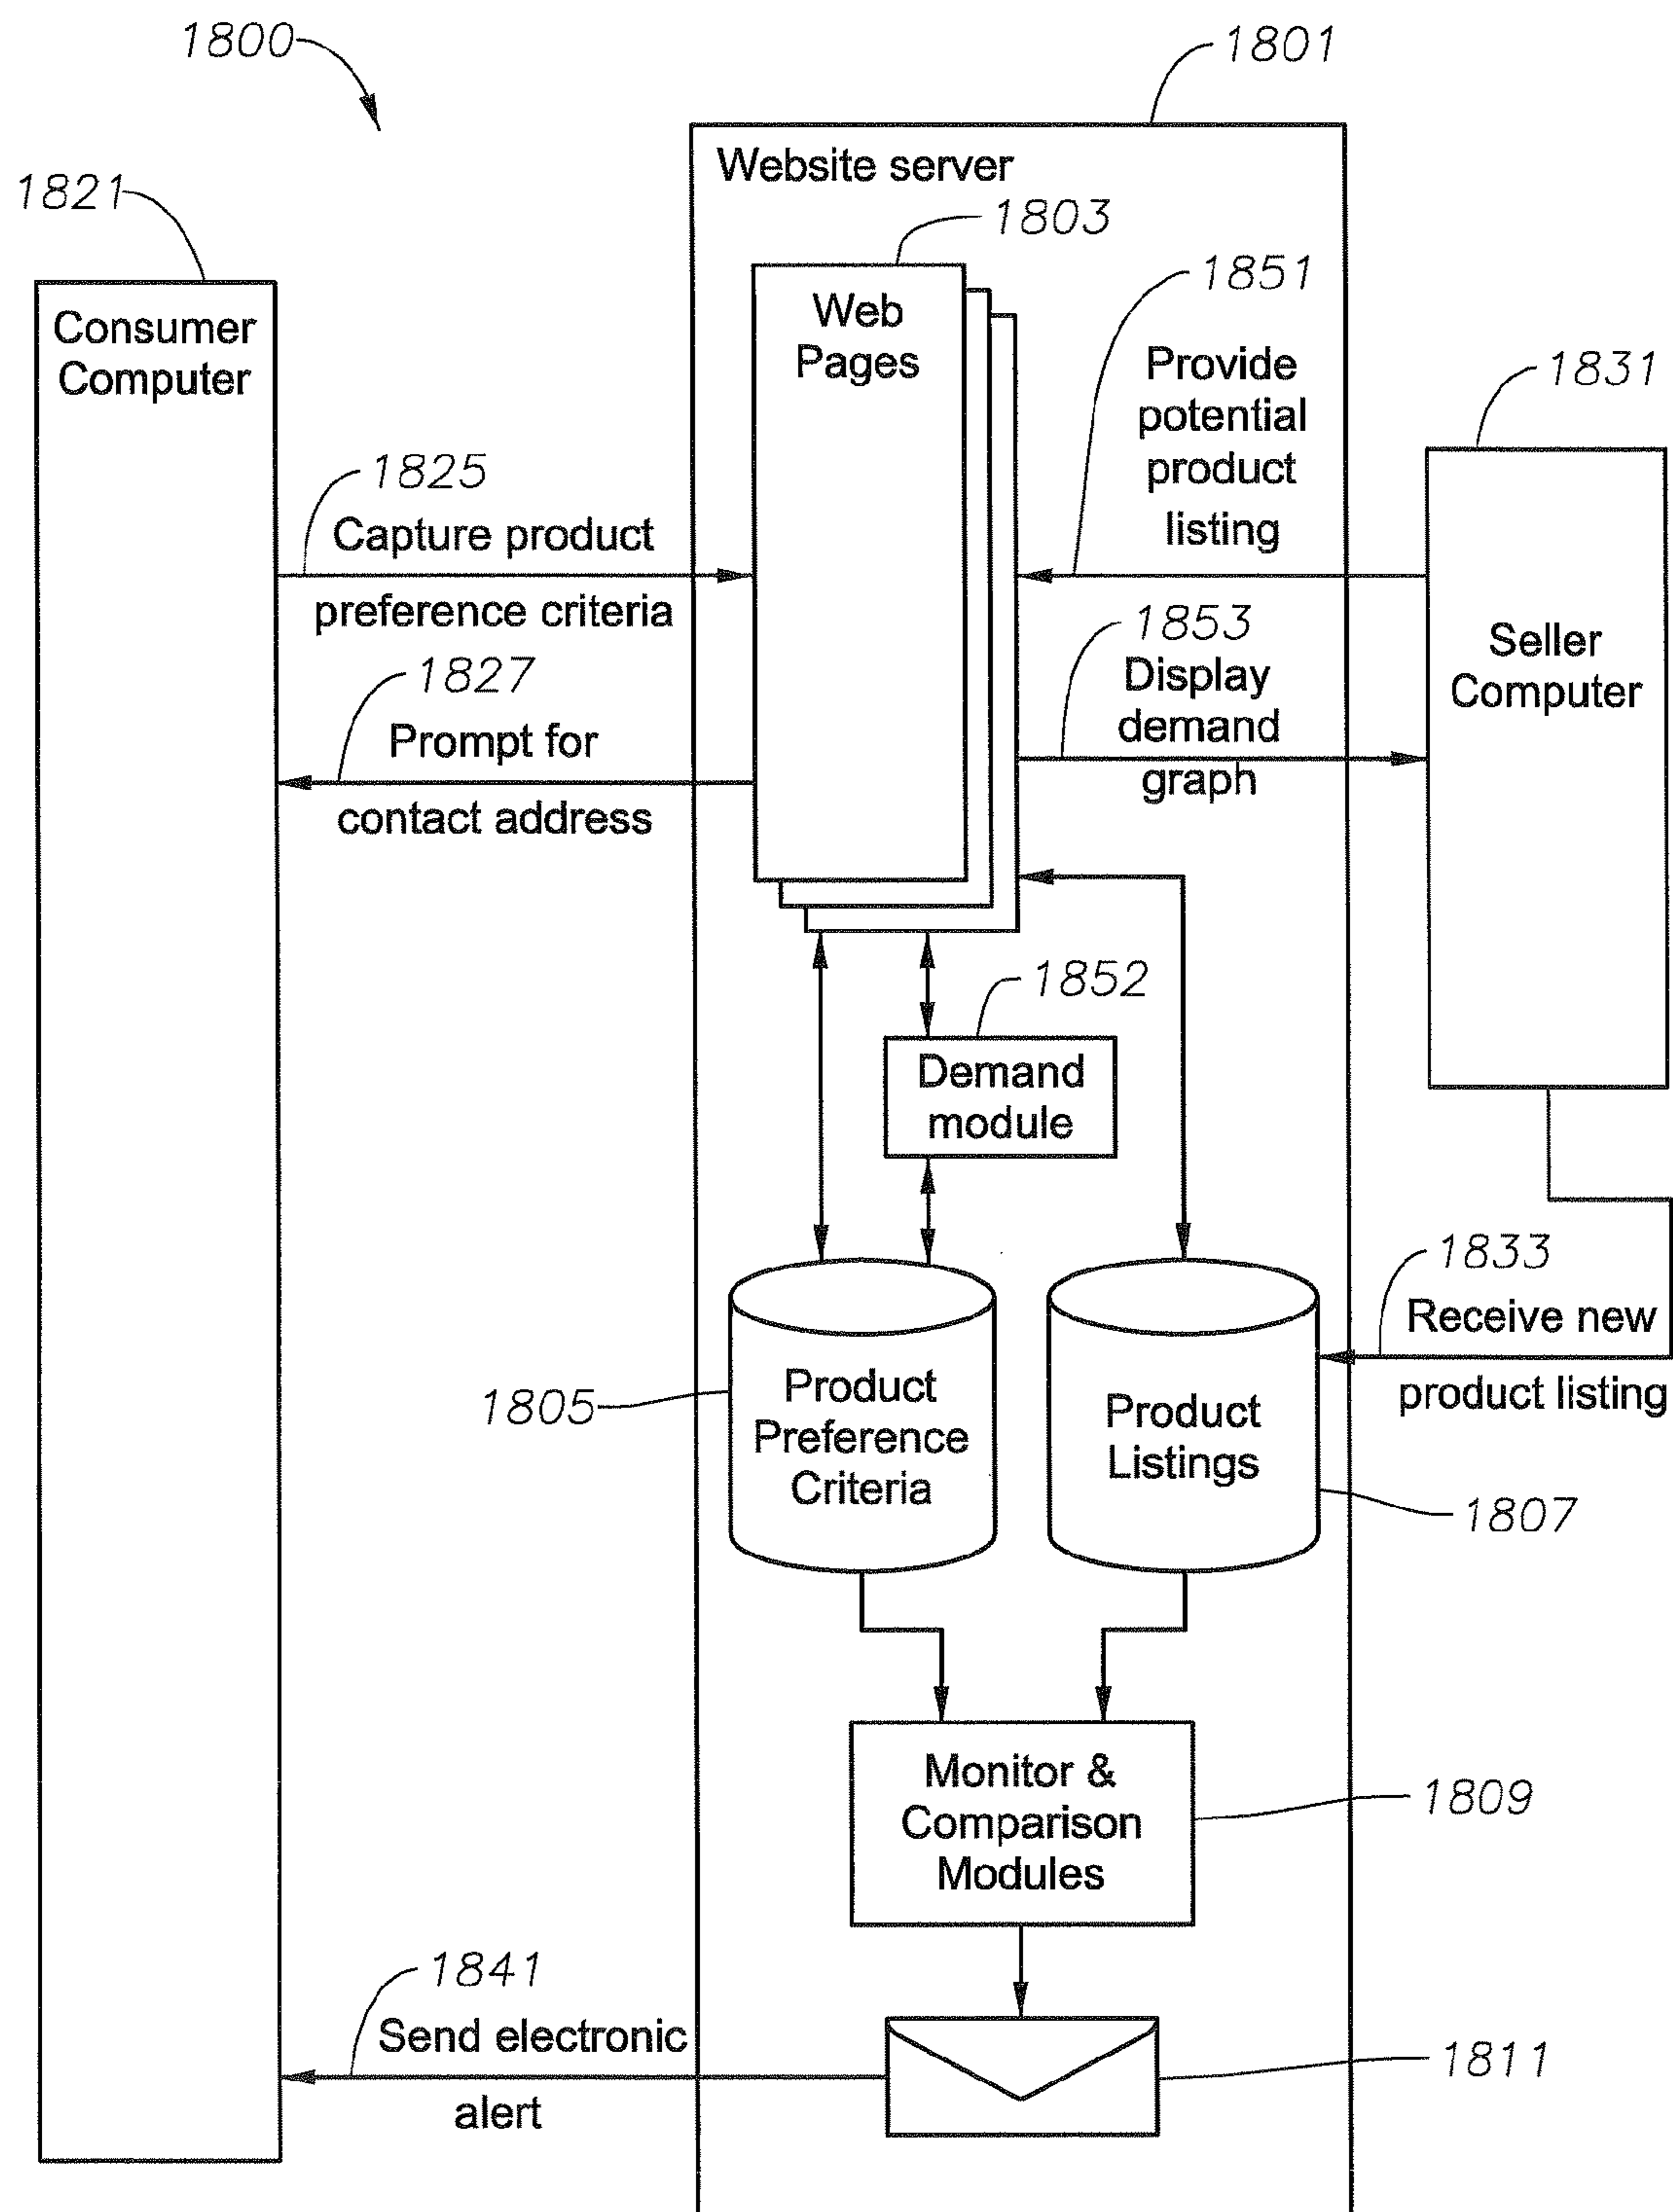 1800
1801
Website server
1821
1803
Consumer
Computer
Web
Pages
1851
Provide
potential
product
listing
1831
Seller
Computer
1825
Capture product
preference criteria
1853
Display
demand
graph
1827
Prompt for
contact address
1852
Demand
module
1833
Receive new
product listing
1805
Product
Preference
Criteria
Product
Listings
1807
Monitor &
Comparison
Modules
1809
1841
Send electronic
alert
1811